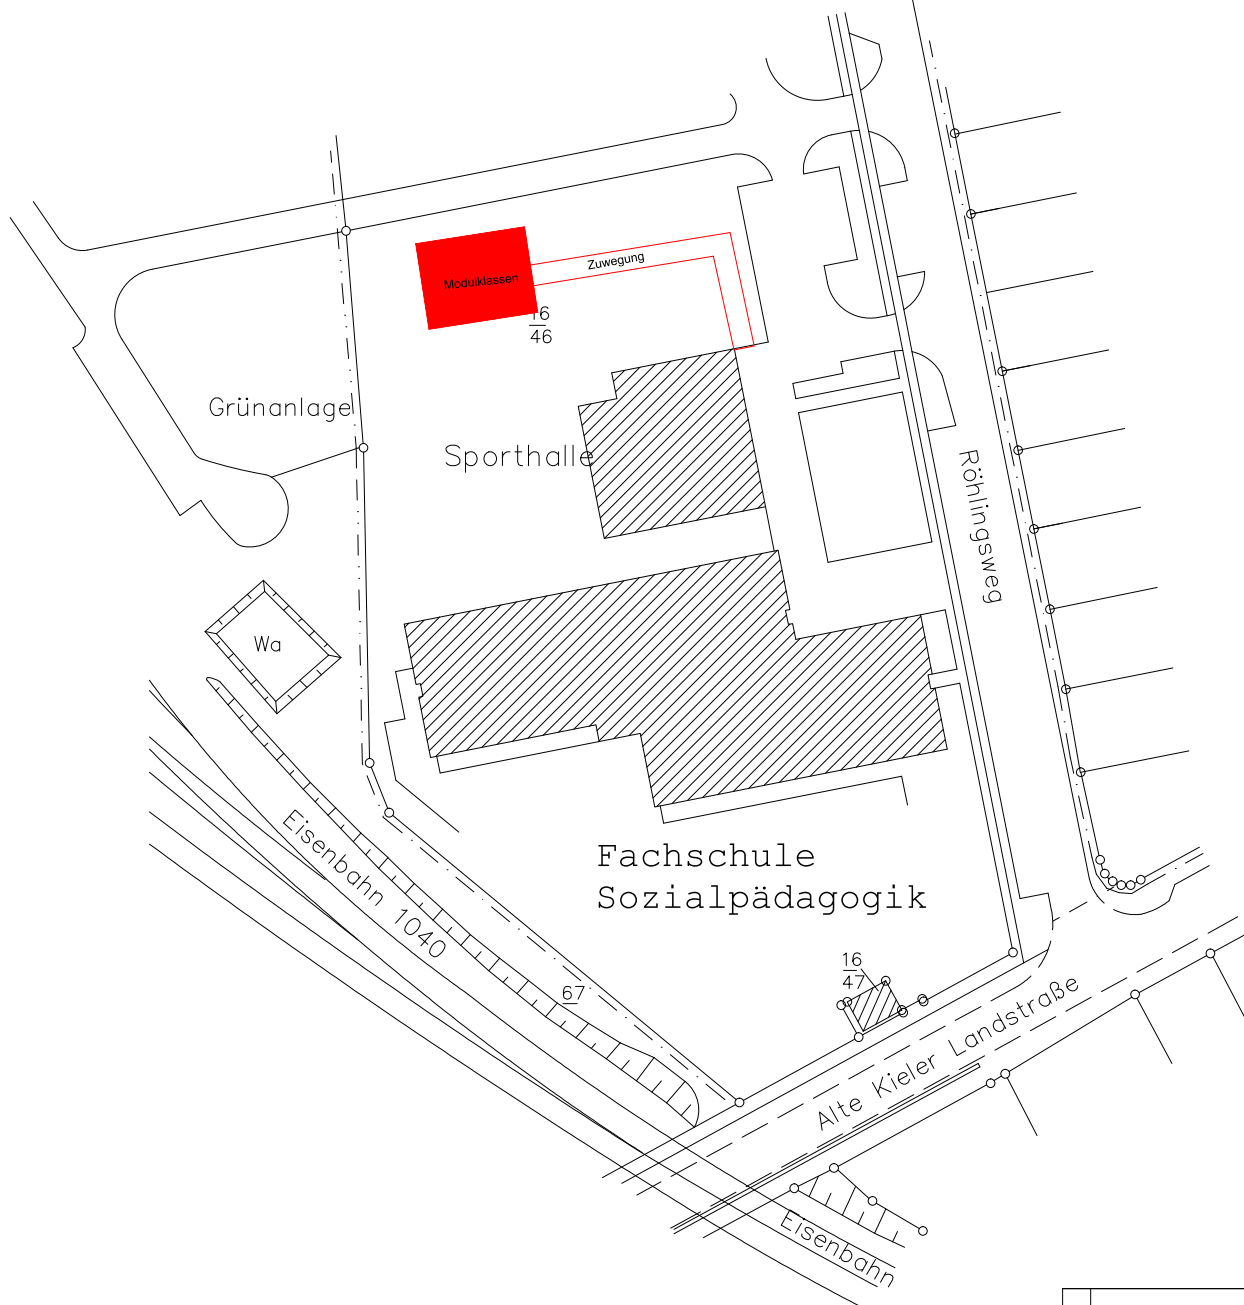 Modulklassen
Zuwegung
16
46
Grünanlage
Sporthalle
Röhlingsweg
Wa
Eisenbahn 1040
Fachschule
Sozialpädagogik
16
47
67
Alte Kieler Landstraße
Eisenbahn